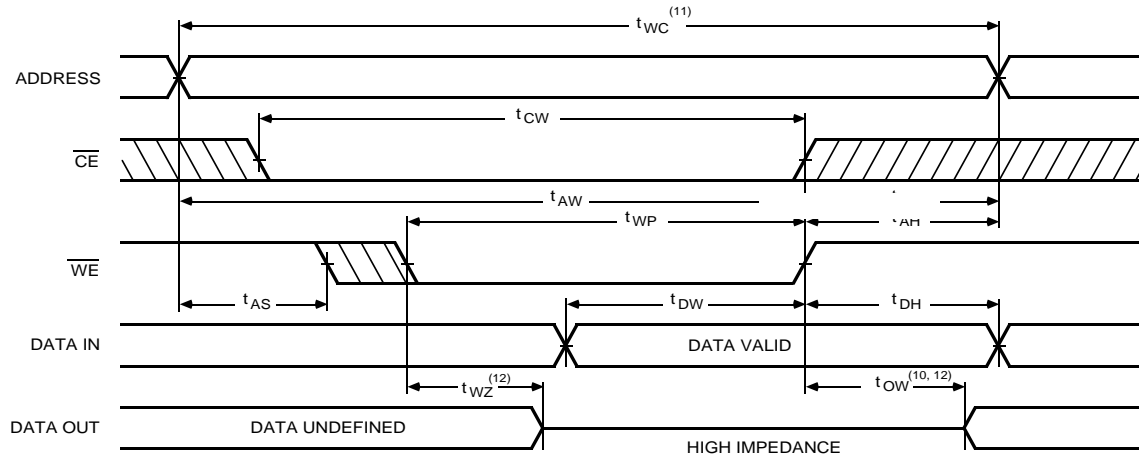 tWC(11)
ADDRESS
tCW
CE
tAW
tWP
tAH
WE
tAS
tDW
tDH
DATA IN
DATA VALID
tWZ(12)
tOW(10, 12)
DATA OUT
DATA UNDEFINED
HIGH IMPEDANCE